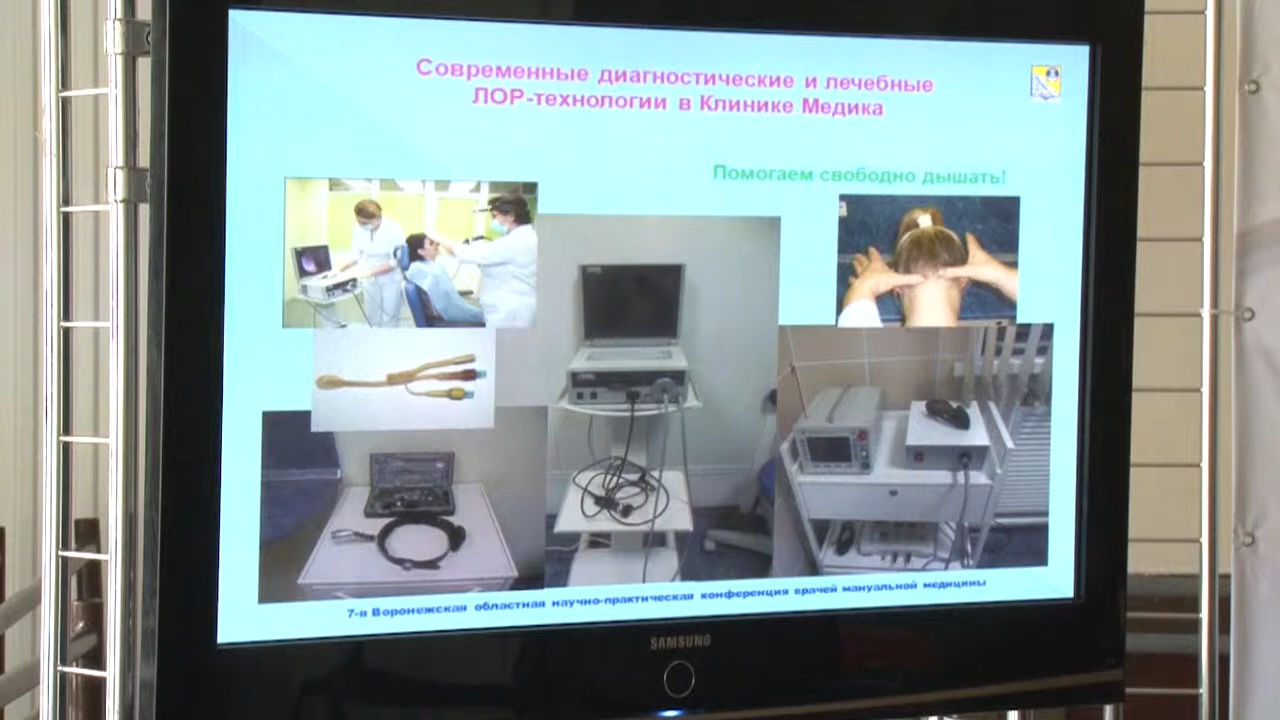 Современные диагностические и лечебные
ЛОР-технологии в Клинике Медика
Помогаем свободно дышать!
7-я Воронежская областная научно-практическая конференция врачей мануальной медицины
SAMSUNG